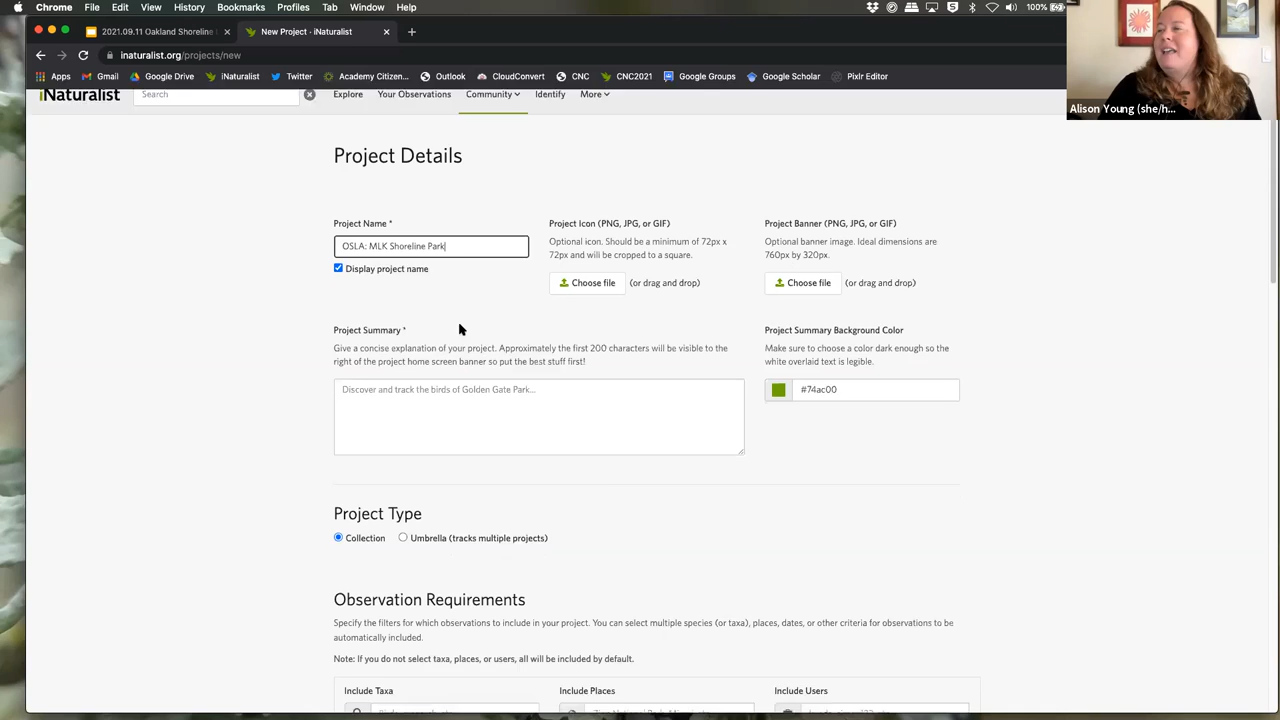 Chrome File Edit View History Bookmarks Profiles Tab Window Help 100%
2021.09.11 Oakland Shoreline × New Project · iNaturalist × +
inaturalist.org/projects/new
Apps Gmail Google Drive iNaturalist Twitter Academy Citizen... Outlook CloudConvert CNC CNC2021 Google Groups Google Scholar Pixlr Editor
iNaturalist Search Explore Your Observations Community Identify More
Alison Young (she/h...
Project Details
Project Name * Project Icon (PNG, JPG, or GIF) Project Banner (PNG, JPG, or GIF)
OSLA: MLK Shoreline Park Optional icon. Should be a minimum of 72px x Optional banner image. Ideal dimensions are
72px and will be cropped to a square. 760px by 320px.
Display project name Choose file (or drag and drop) Choose file (or drag and drop)
Project Summary * Project Summary Background Color
Give a concise explanation of your project. Approximately the first 200 characters will be visible to the Make sure to choose a color dark enough so the
right of the project home screen banner so put the best stuff first! white overlaid text is legible.
Discover and track the birds of Golden Gate Park... #74ac00
Project Type
Collection Umbrella (tracks multiple projects)
Observation Requirements
Specify the filters for which observations to include in your project. You can select multiple species (or taxa), places, dates, or other criteria for observations to be
automatically included.
Note: If you do not select taxa, places, or users, all will be included by default.
Include Taxa Include Places Include Users